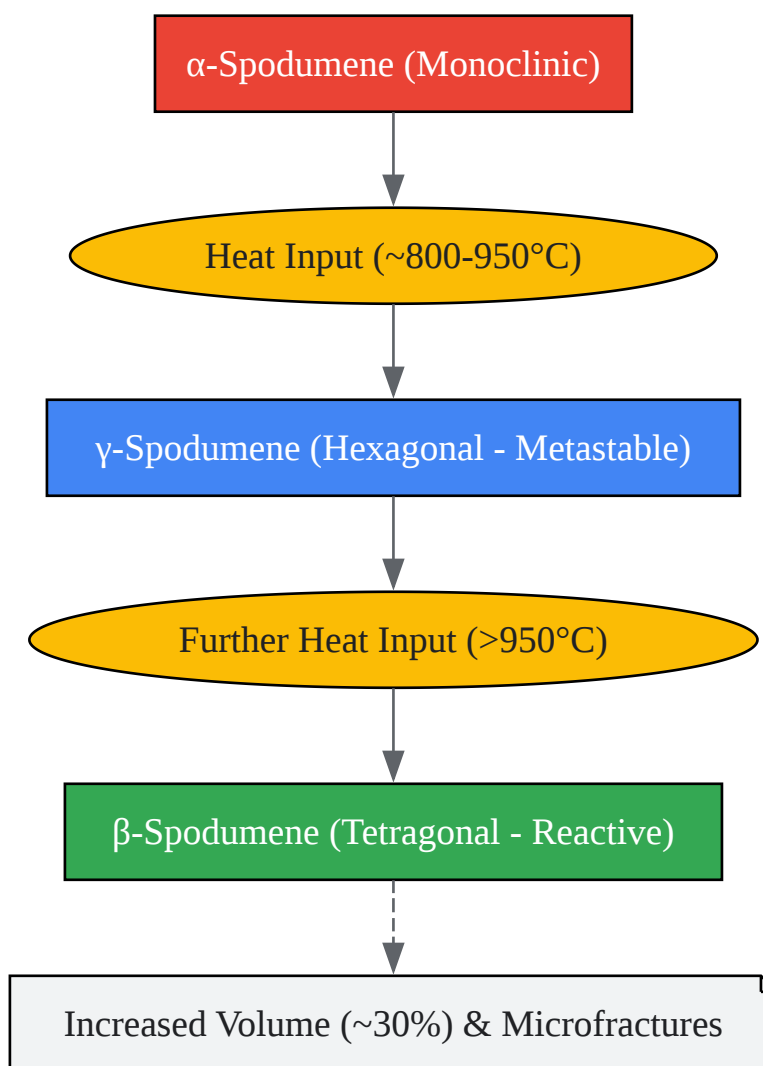 α-Spodumene (Monoclinic)
Heat Input (~800-950°C)
γ-Spodumene (Hexagonal - Metastable)
Further Heat Input (>950°C)
β-Spodumene (Tetragonal - Reactive)
Increased Volume (~30%) & Microfractures